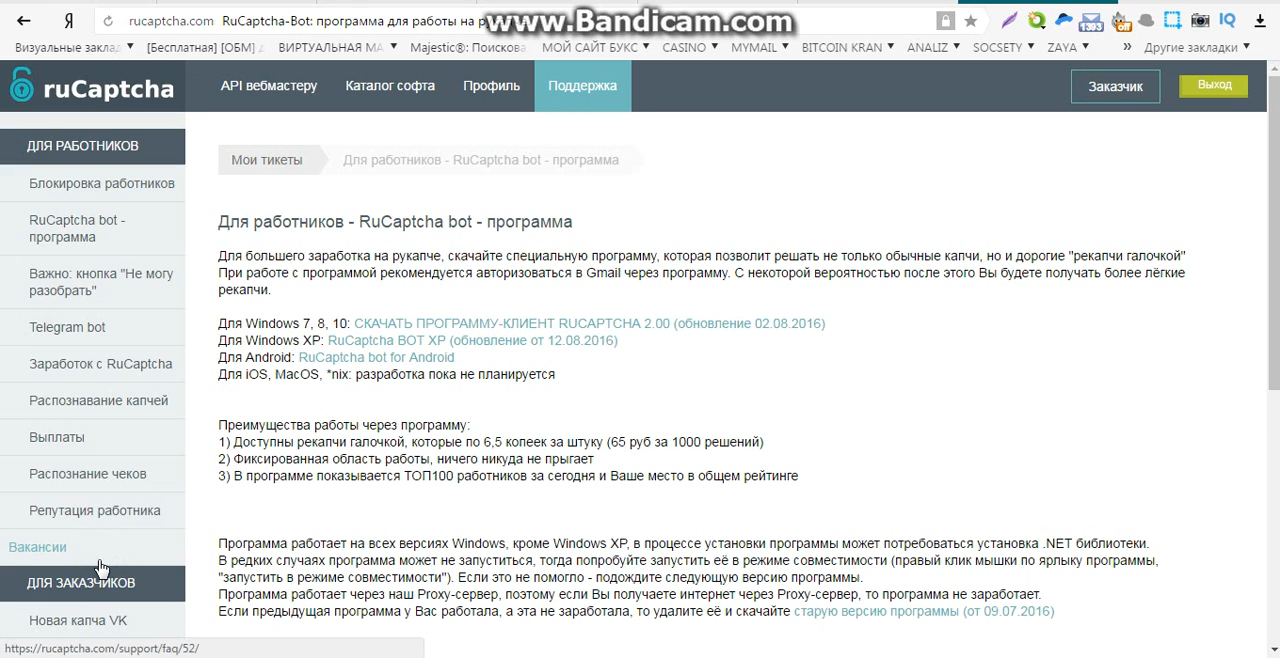 Я
rucaptcha.com RuCaptcha-Bot: программа для работы на
www.Bandicam.com
1393
off
IQ
Визуальные заклад
[Бесплатная] [ОБМ]
ВИРТУАЛЬНАЯ МА
Majestic®: Поискова
МОЙ САЙТ БУКС
CASINO
MYMAIL
BITCOIN KRAN
ANALIZ
SOCSETY
ZAYA
»
Другие закладки
ruCaptcha
API вебмастеру
Каталог софта
Профиль
Поддержка
Заказчик
Выход
ДЛЯ РАБОТНИКОВ
Блокировка работников
RuCaptcha bot -
программа
Важно: кнопка "Не могу
разобрать"
Telegram bot
Заработок с RuCaptcha
Распознавание капчей
Выплаты
Распознание чеков
Репутация работника
Вакансии
ДЛЯ ЗАКАЗЧИКОВ
Новая капча VK
Мои тикеты
Для работников - RuCaptcha bot - программа
Для работников - RuCaptcha bot - программа
Для большего заработка на рукапче, скачайте специальную программу, которая позволит решать не только обычные капчи, но и дорогие "рекапчи галочкой"
При работе с программой рекомендуется авторизоваться в Gmail через программу. С некоторой вероятностью после этого Вы будете получать более лёгкие
рекапчи.
Для Windows 7, 8, 10: СКАЧАТЬ ПРОГРАММУ-КЛИЕНТ RUCAPTCHA 2.00 (обновление 02.08.2016)
Для Windows XP: RuCaptcha BOT XP (обновление от 12.08.2016)
Для Android: RuCaptcha bot for Android
Для iOS, MacOS, *nix: разработка пока не планируется
Преимущества работы через программу:
1) Доступны рекапчи галочкой, которые по 6,5 копеек за штуку (65 руб за 1000 решений)
2) Фиксированная область работы, ничего никуда не прыгает
3) В программе показывается ТОП100 работников за сегодня и Ваше место в общем рейтинге
Программа работает на всех версиях Windows, кроме Windows XP, в процессе установки программы может потребоваться установка .NET библиотеки.
В редких случаях программа может не запуститься, тогда попробуйте запустить её в режиме совместимости (правый клик мышки по ярлыку программы,
"запустить в режиме совместимости"). Если это не помогло - подождите следующую версию программы.
Программа работает через наш Proxy-сервер, поэтому если Вы получаете интернет через Proxy-сервер, то программа не заработает.
Если предыдущая программа у Вас работала, а эта не заработала, то удалите её и скачайте старую версию программы (от 09.07.2016)
https://rucaptcha.com/support/faq/52/